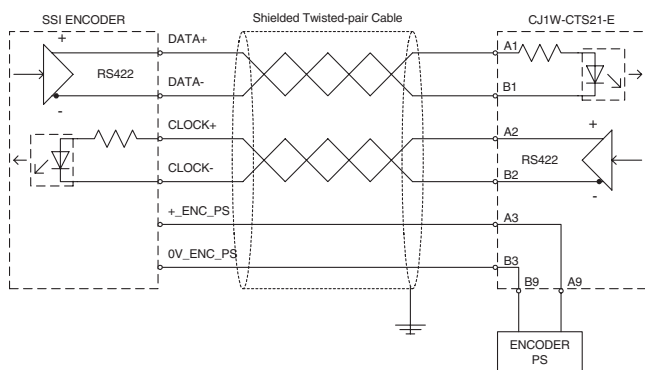 SSI ENCODER
Shielded Twisted-pair Cable
CJ1W-CTS21-E
+
DATA+
A1
RS422
DATA-
B1
-
CLOCK+
A2
+
RS422
CLOCK-
B2
-
+_ENC_PS
A3
0V_ENC_PS
B3
B9
A9
ENCODER
PS